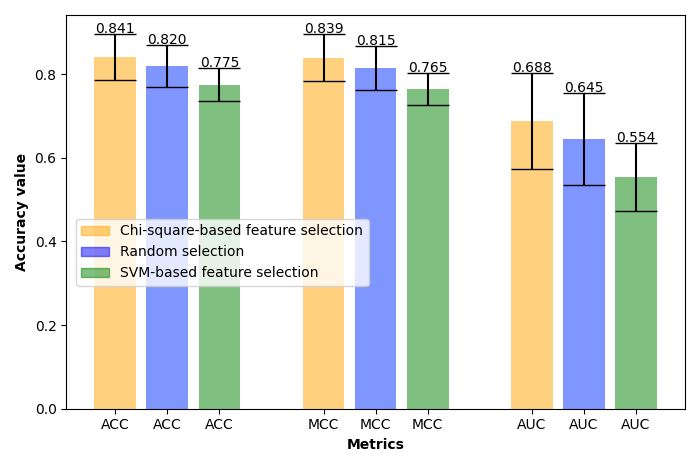 0.841
0.820
0.775
0.839
0.815
0.765
0.688
0.645
0.554
0.8
0.6
0.4
0.2
0.0
Accuracy value
Chi-square-based feature selection
Random selection
SVM-based feature selection
ACC ACC ACC MCC MCC MCC AUC AUC AUC
Metrics